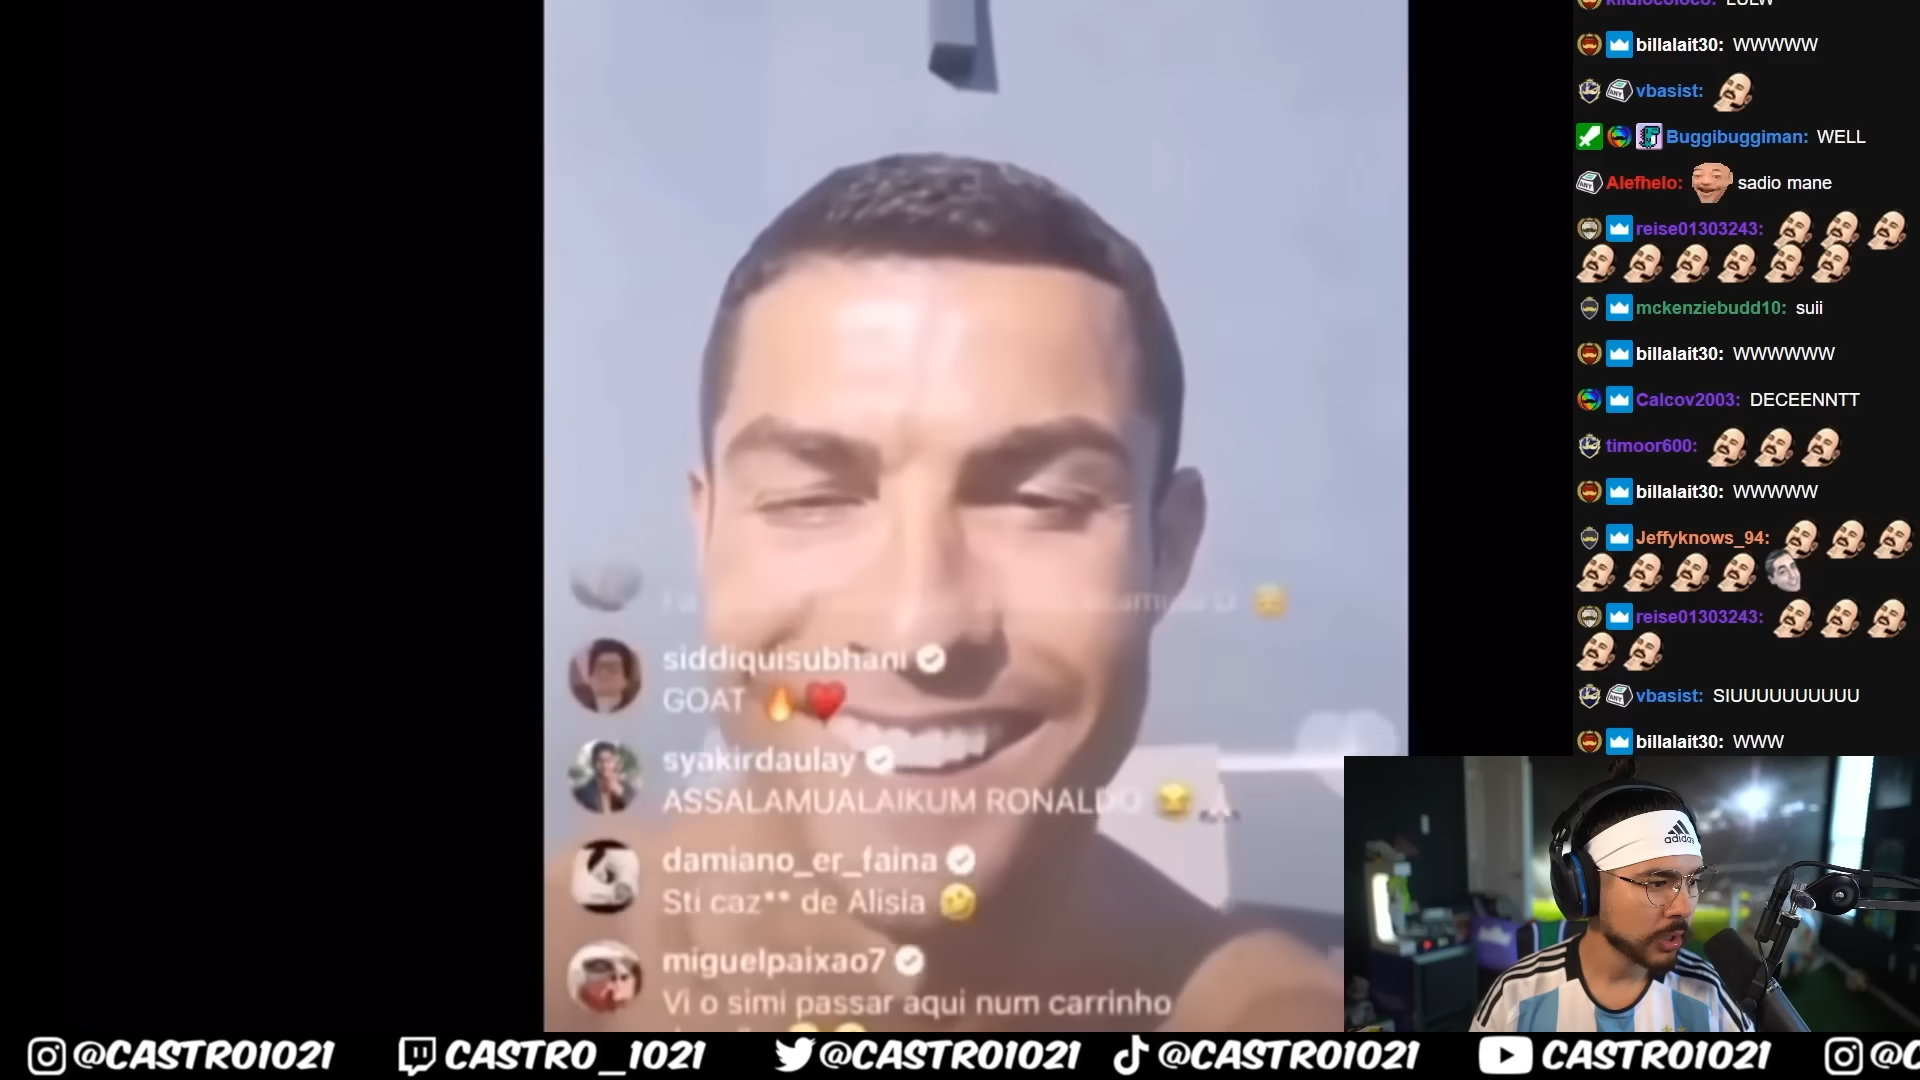 siddiquisubhani
GOAT 🔥❤️
syakirdaulay
ASSALAMUALAIKUM RONALDO
damiano_er_faina
Sti caz** de Alisia 🤣
miguelpaixao7
Vi o simi passar aqui num carrinho
billalait30: WWWWW
vbasist:
Buggibuggiman: WELL
Alefhelo: sadio mane
reise01303243:
mckenziebudd10: suii
billalait30: WWWWWW
Calcov2003: DECEENNTT
timoor600:
billalait30: WWWWW
Jeffyknows_94:
reise01303243:
vbasist: SIUUUUUUUUUU
billalait30: WWW
adidas
@CASTRO1021 CASTRO_1021 @CASTRO1021 @CASTRO1021 CASTRO1021